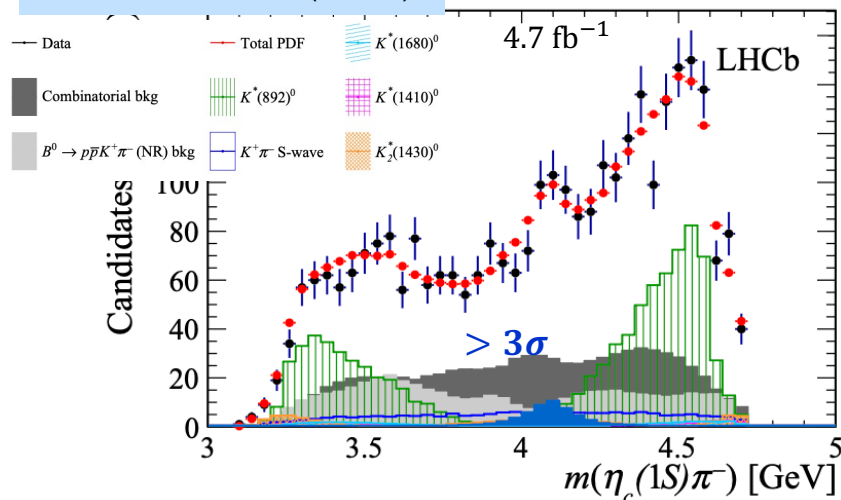 4.7 fb⁻¹
LHCb
Data
Total PDF
K*(1680)⁰
Combinatorial bkg
K*(892)⁰
K*(1410)⁰
B⁰ → pp̅K⁺π⁻ (NR) bkg
K⁺π⁻ S-wave
K₂*(1430)⁰
Candidates
100
80
60
40
20
0
> 3σ
3
3.5
4
4.5
5
m(η_c(1S)π⁻) [GeV]